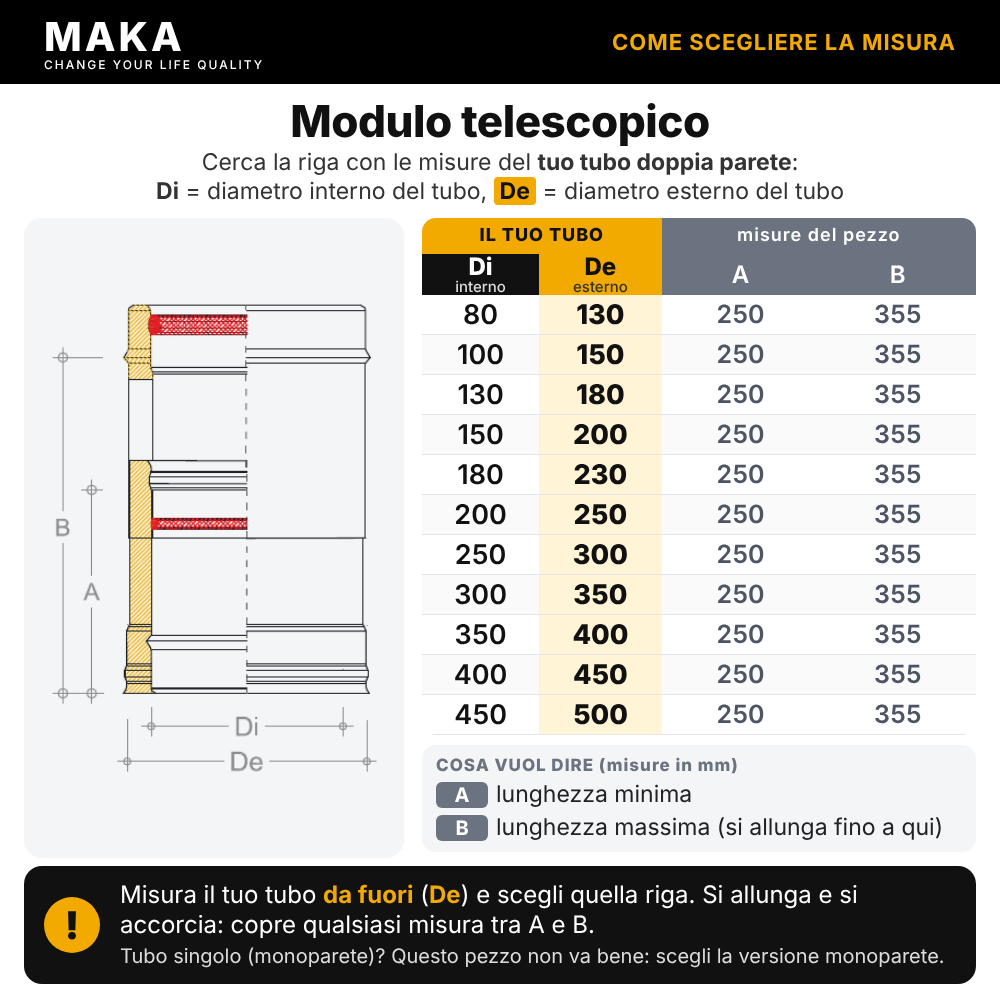 MAKA
CHANGE YOUR LIFE QUALITY
COME SCEGLIERE LA MISURA
Modulo telescopico
Cerca la riga con le misure del tuo tubo doppia parete:
Di = diametro interno del tubo, De = diametro esterno del tubo
B
A
Di
De
IL TUO TUBO misure del pezzo
Di De A B
interno esterno
80 130 250 355
100 150 250 355
130 180 250 355
150 200 250 355
180 230 250 355
200 250 250 355
250 300 250 355
300 350 250 355
350 400 250 355
400 450 250 355
450 500 250 355
COSA VUOL DIRE (misure in mm)
A lunghezza minima
B lunghezza massima (si allunga fino a qui)
! Misura il tuo tubo da fuori (De) e scegli quella riga. Si allunga e si
accorcia: copre qualsiasi misura tra A e B.
Tubo singolo (monoparete)? Questo pezzo non va bene: scegli la versione monoparete.